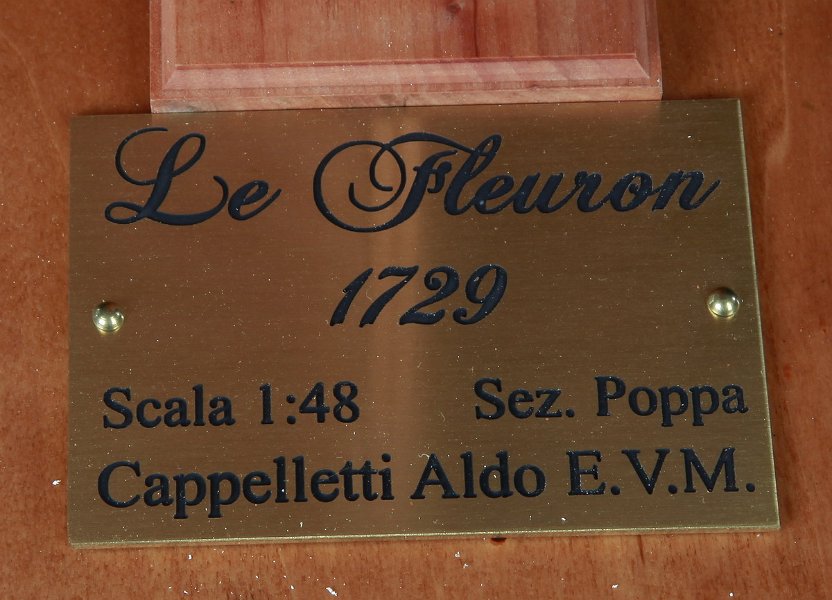 Le Fleuron
1729
Scala 1:48 Sez. Poppa
Cappelletti Aldo E.V.M.